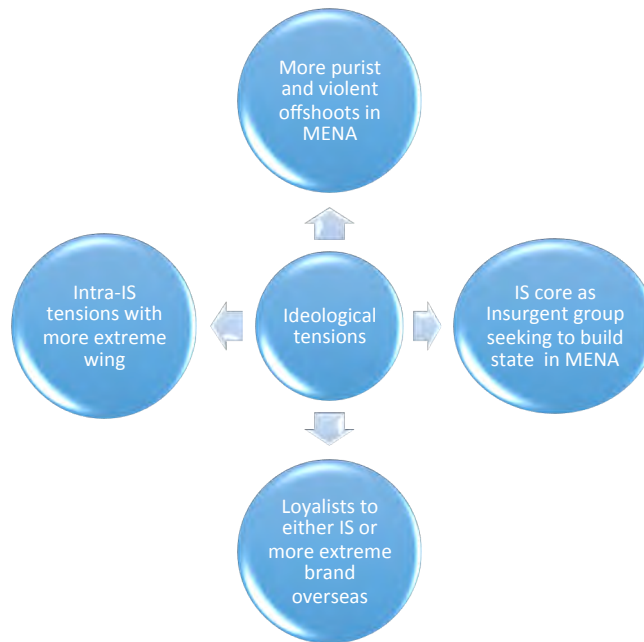 More purist
and violent
offshoots in
MENA
Intra-IS
tensions with
more extreme
wing
Ideological
tensions
IS core as
Insurgent group
seeking to build
state in MENA
Loyalists to
either IS or
more extreme
brand
overseas